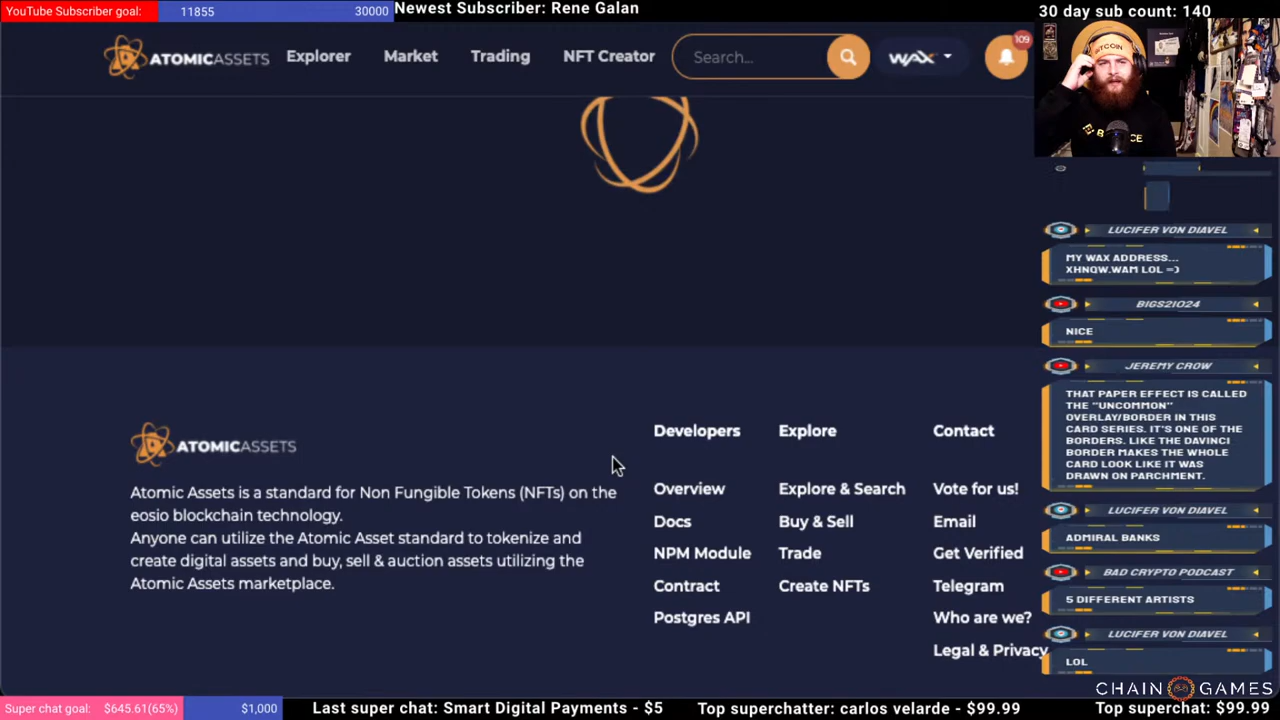 YouTube Subscriber goal: 11855 30000
Newest Subscriber: Rene Galan
30 day sub count: 140
ATOMICASSETS Explorer Market Trading NFT Creator Search... WAX 109
BITCOIN
LUCIFER VON DIAVEL
MY WAX ADDRESS...
XHNQW.WAM LOL =)
BIGS21024
NICE
JEREMY CROW
THAT PAPER EFFECT IS CALLED
THE "UNCOMMON"
OVERLAY/BORDER IN THIS
CARD SERIES. IT'S ONE OF THE
BORDERS. LIKE THE DAVINCI
BORDER MAKES THE WHOLE
CARD LOOK LIKE IT WAS
DRAWN ON PARCHMENT.
LUCIFER VON DIAVEL
ADMIRAL BANKS
BAD CRYPTO PODCAST
5 DIFFERENT ARTISTS
LUCIFER VON DIAVEL
LOL
ATOMICASSETS
Atomic Assets is a standard for Non Fungible Tokens (NFTs) on the
eosio blockchain technology.
Anyone can utilize the Atomic Asset standard to tokenize and
create digital assets and buy, sell & auction assets utilizing the
Atomic Assets marketplace.
Developers
Overview
Docs
NPM Module
Contract
Postgres API
Explore
Explore & Search
Buy & Sell
Trade
Create NFTs
Contact
Vote for us!
Email
Get Verified
Telegram
Who are we?
Legal & Privacy
CHAIN GAMES
Super chat goal: $645.61(65%) $1,000
Last super chat: Smart Digital Payments - $5
Top superchatter: carlos velarde - $99.99
Top superchat: $99.99